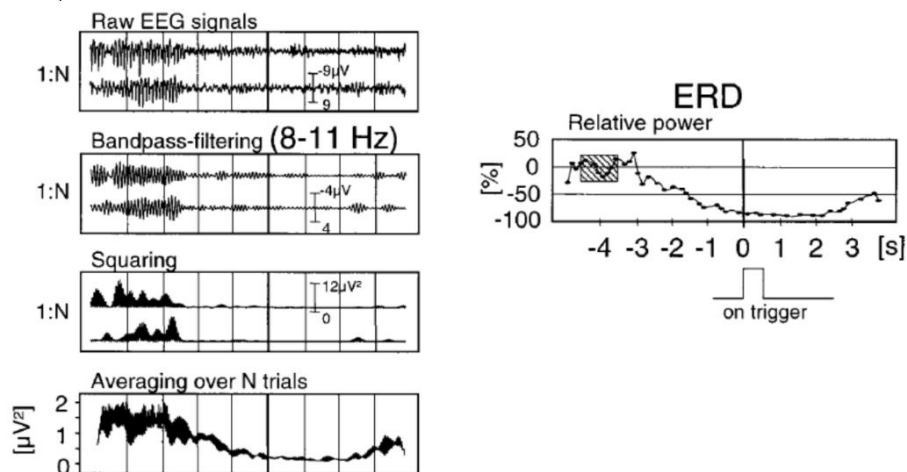 Raw EEG signals
1:N
-9µV
9
Bandpass-filtering (8-11 Hz)
1:N
-4µV
4
Squaring
1:N
12µV²
0
Averaging over N trials
[µV²]
2
1
0
ERD
Relative power
[%]
50
0
-50
-100
-4 -3 -2 -1 0 1 2 3 [s]
on trigger